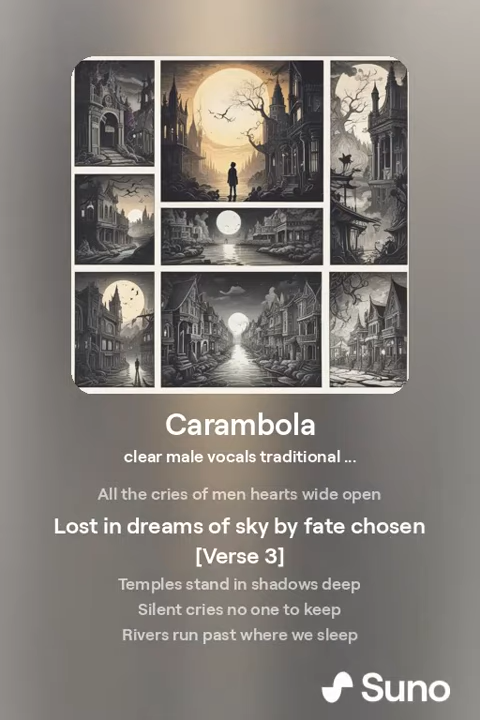 Carambola
clear male vocals traditional ...
All the cries of men hearts wide open
Lost in dreams of sky by fate chosen
[Verse 3]
Temples stand in shadows deep
Silent cries no one to keep
Rivers run past where we sleep
Suno